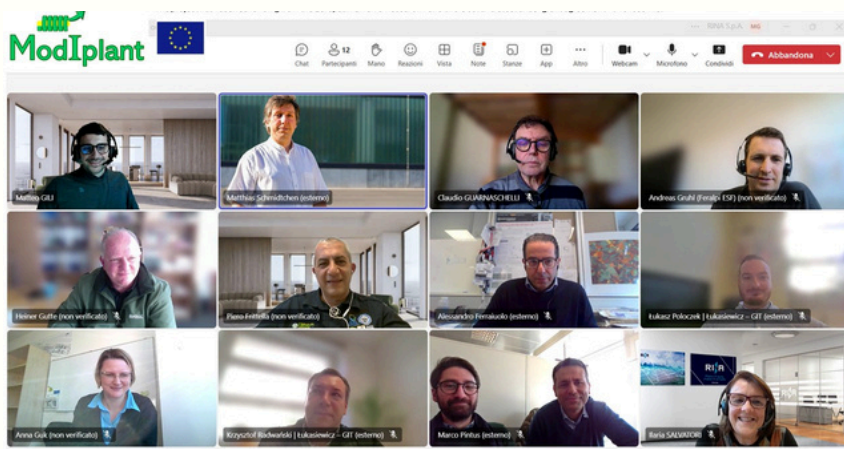 ModIplant
RINA S.p.A. MG
Chat
12
Partecipanti
Mano
Reazioni
Vista
Note
Stanze
App
Altro
Webcam
Microfono
Condividi
Abbandona
Matteo GILI
Matthias Schmidtchen (esterno)
Claudio GUARNASCHELLI
Andreas Gruhl (Feralpi ESF) (non verificato)
Heiner Gutte (non verificato)
Piero Frittella (non verificato)
Alessandro Ferraiuolo (esterno)
Łukasz Poloczek | Łukasiewicz – GIT (esterno)
Anna Guk (non verificato)
Krzysztof Radwański | Łukasiewicz – GIT (esterno)
Marco Pintus (esterno)
RINA
Ilaria SALVATORI